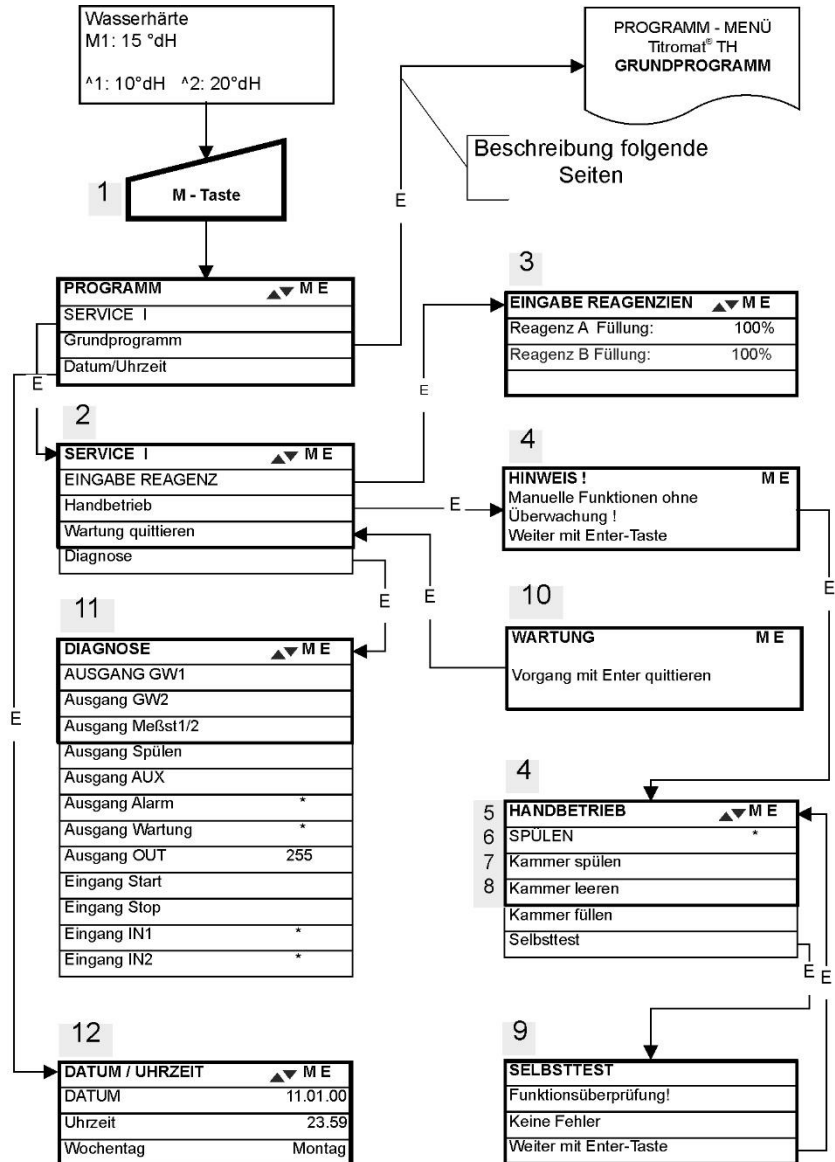 Wasserhärte
M1: 15 °dH
^1: 10°dH ^2: 20°dH
PROGRAMM - MENÜ
Titromat® TH
GRUNDPROGRAMM
Beschreibung folgende
Seiten
1
M - Taste
E
PROGRAMM ▲▼ M E
SERVICE I
Grundprogramm
Datum/Uhrzeit
E
3
EINGABE REAGENZIEN ▲▼ M E
Reagenz A Füllung: 100%
Reagenz B Füllung: 100%
E
2
SERVICE I ▲▼ M E
EINGABE REAGENZ
Handbetrieb
Wartung quittieren
Diagnose
E
4
HINWEIS ! M E
Manuelle Funktionen ohne
Überwachung !
Weiter mit Enter-Taste
E
E
E
10
WARTUNG M E
Vorgang mit Enter quittieren
11
DIAGNOSE ▲▼ M E
AUSGANG GW1
Ausgang GW2
Ausgang Meßst1/2
Ausgang Spülen
Ausgang AUX
Ausgang Alarm *
Ausgang Wartung *
Ausgang OUT 255
Eingang Start
Eingang Stop
Eingang IN1 *
Eingang IN2 *
E
4
5 HANDBETRIEB ▲▼ M E
6 SPÜLEN *
7 Kammer spülen
8 Kammer leeren
Kammer füllen
Selbsttest
E
E
12
DATUM / UHRZEIT ▲▼ M E
DATUM 11.01.00
Uhrzeit 23.59
Wochentag Montag
9
SELBSTTEST
Funktionsüberprüfung!
Keine Fehler
Weiter mit Enter-Taste